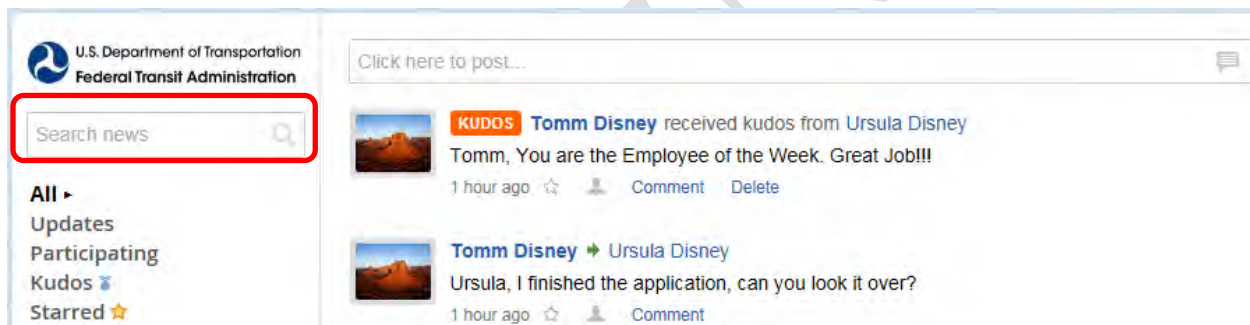 U.S. Department of Transportation
Federal Transit Administration
Search news
All
Updates
Participating
Kudos
Starred
Click here to post...
KUDOS Tomm Disney received kudos from Ursula Disney
Tomm, You are the Employee of the Week. Great Job!!!
1 hour ago Comment Delete
Tomm Disney Ursula Disney
Ursula, I finished the application, can you look it over?
1 hour ago Comment